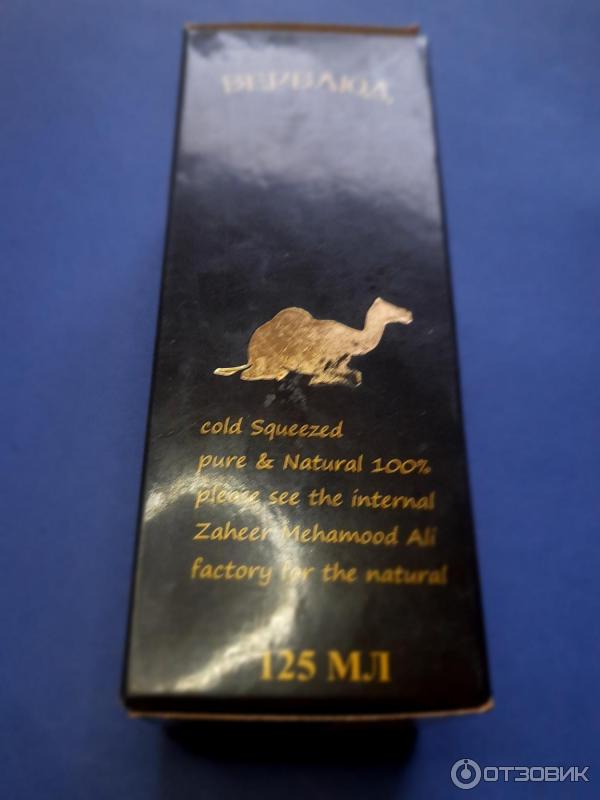 ВЕРБЛЮД
cold Squeezed
pure & Natural 100%
please see the internal
Zaheer Mehamood Ali
factory for the natural
125 МЛ
ОТЗОВИК